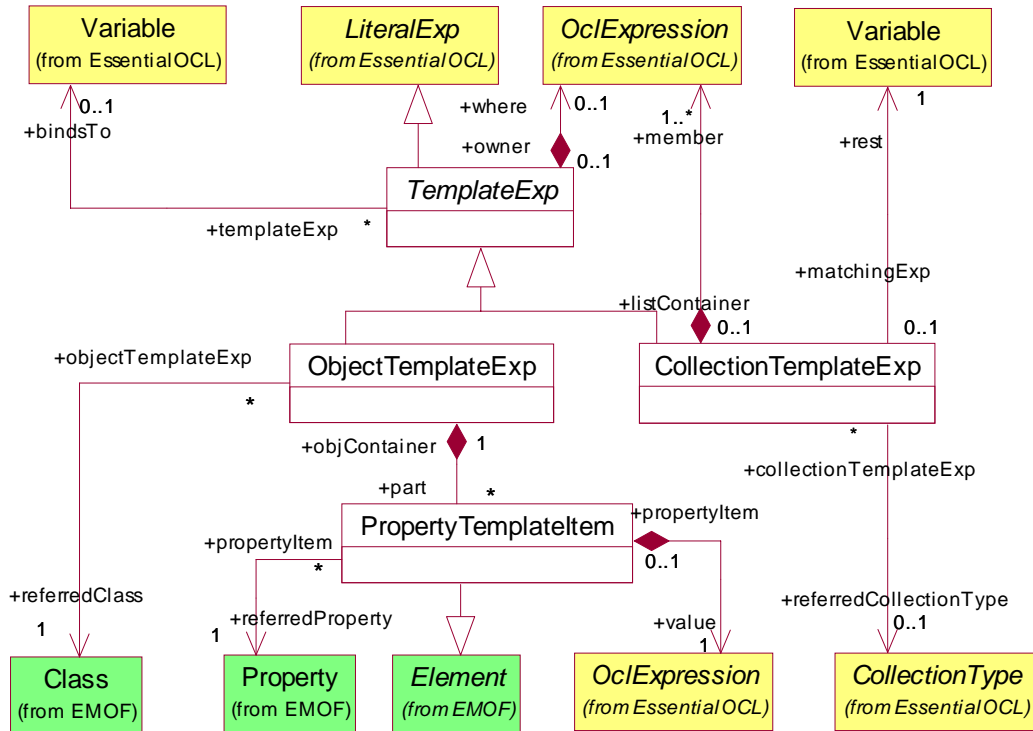 Variable
(from EssentialOCL)
LiteralExp
(from EssentialOCL)
OclExpression
(from EssentialOCL)
Variable
(from EssentialOCL)
0..1
+bindsTo
+where
0..1
+owner
0..1
1..*
+member
1
+rest
TemplateExp
+templateExp
*
+matchingExp
+listContainer
0..1
0..1
+objectTemplateExp
*
ObjectTemplateExp
CollectionTemplateExp
*
+objContainer
1
+collectionTemplateExp
+part
*
PropertyTemplateItem
+propertyItem
0..1
+propertyItem
*
+referredClass
1
+referredProperty
1
+value
1
+referredCollectionType
0..1
Class
(from EMOF)
Property
(from EMOF)
Element
(from EMOF)
OclExpression
(from EssentialOCL)
CollectionType
(from EssentialOCL)